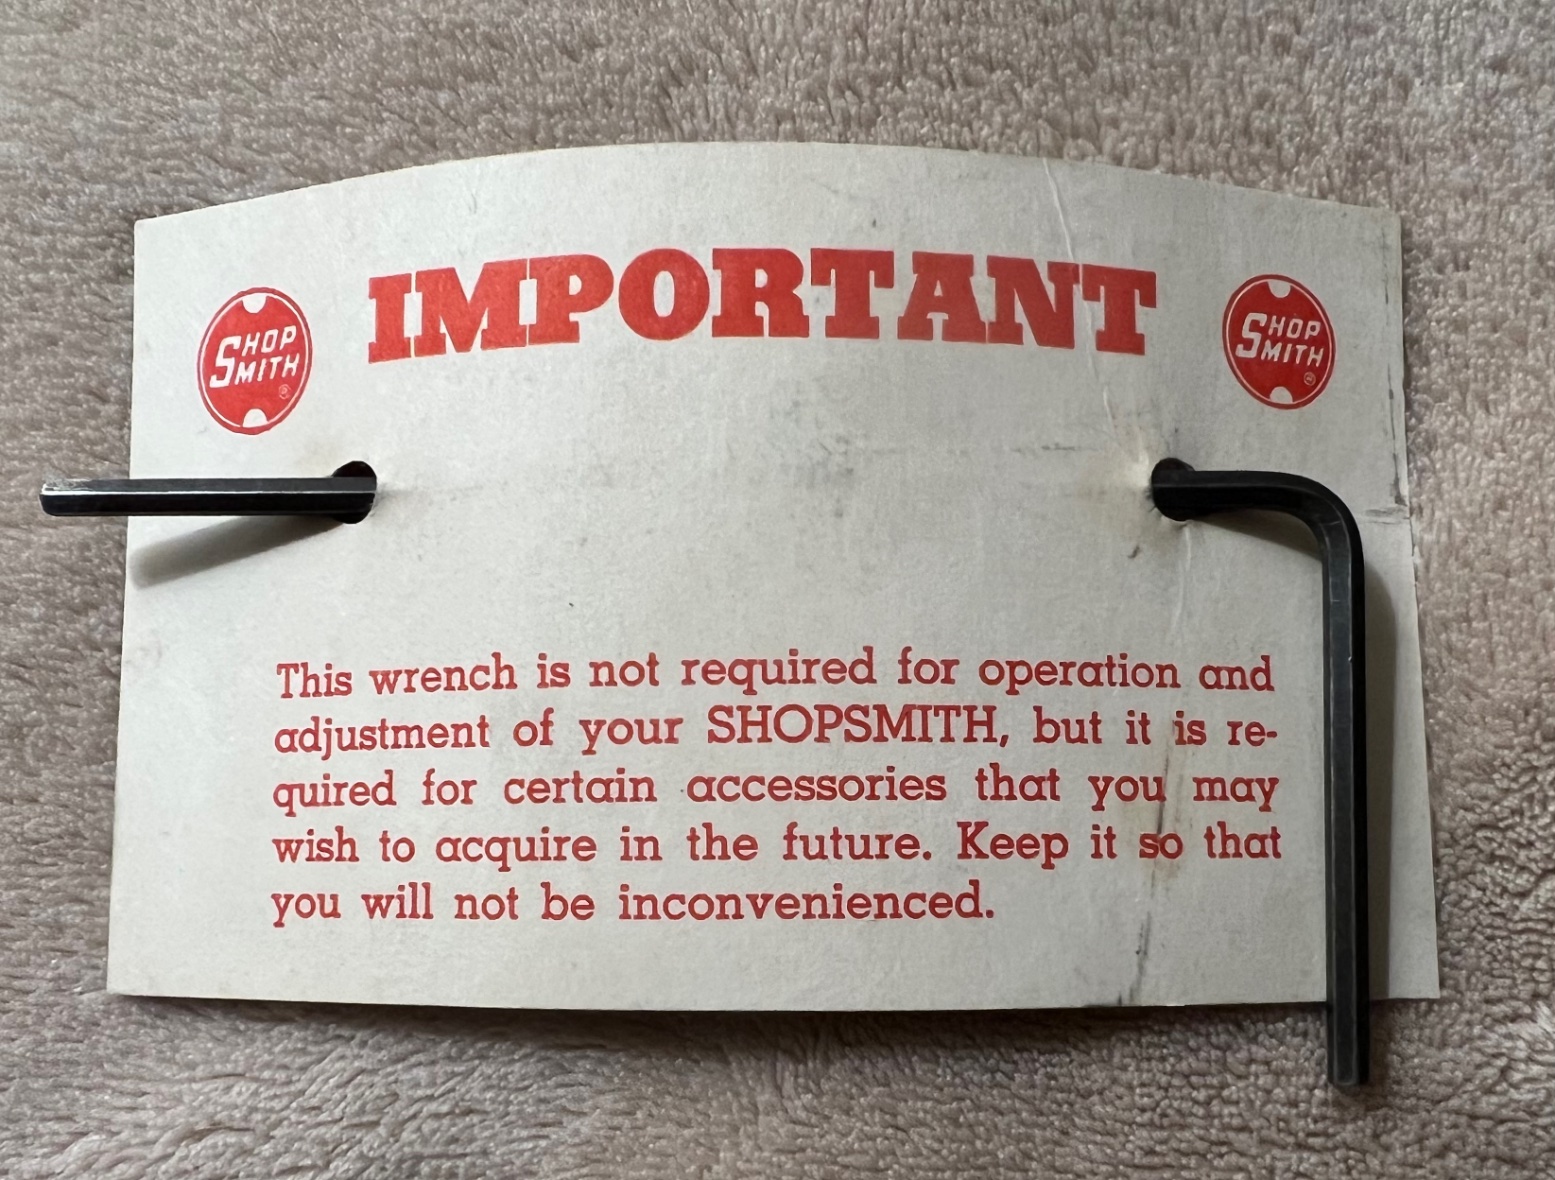 IMPORTANT
SHOP
SMITH
®
SHOP
SMITH
®
This wrench is not required for operation and
adjustment of your SHOPSMITH, but it is re-
quired for certain accessories that you may
wish to acquire in the future. Keep it so that
you will not be inconvenienced.